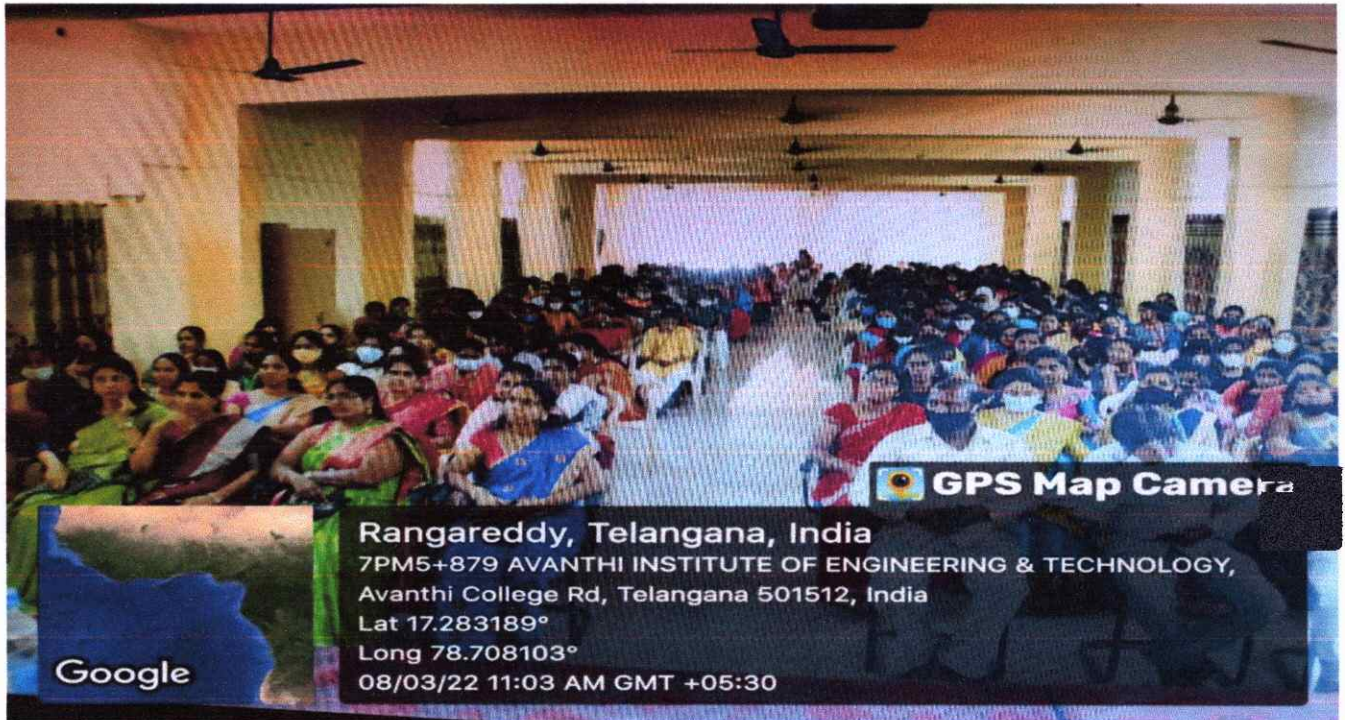 GPS Map Camera
Rangareddy, Telangana, India
7PM5+879 AVANTHI INSTITUTE OF ENGINEERING & TECHNOLOGY,
Avanthi College Rd, Telangana 501512, India
Lat 17.283189°
Long 78.708103°
08/03/22 11:03 AM GMT +05:30
Google